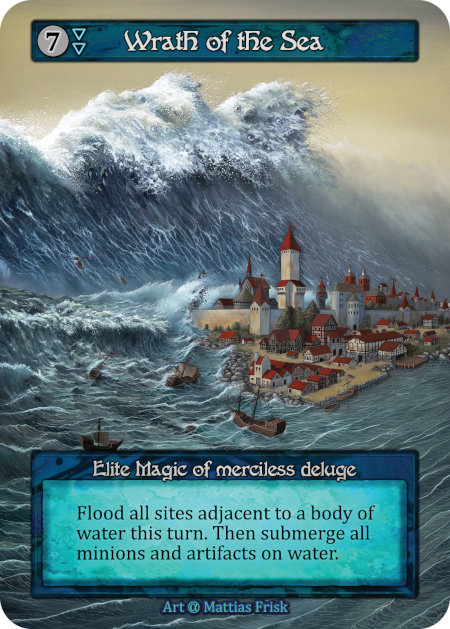 7 Wrath of the Sea
Elite Magic of merciless deluge
Flood all sites adjacent to a body of
water this turn. Then submerge all
minions and artifacts on water.
Art @ Mattias Frisk